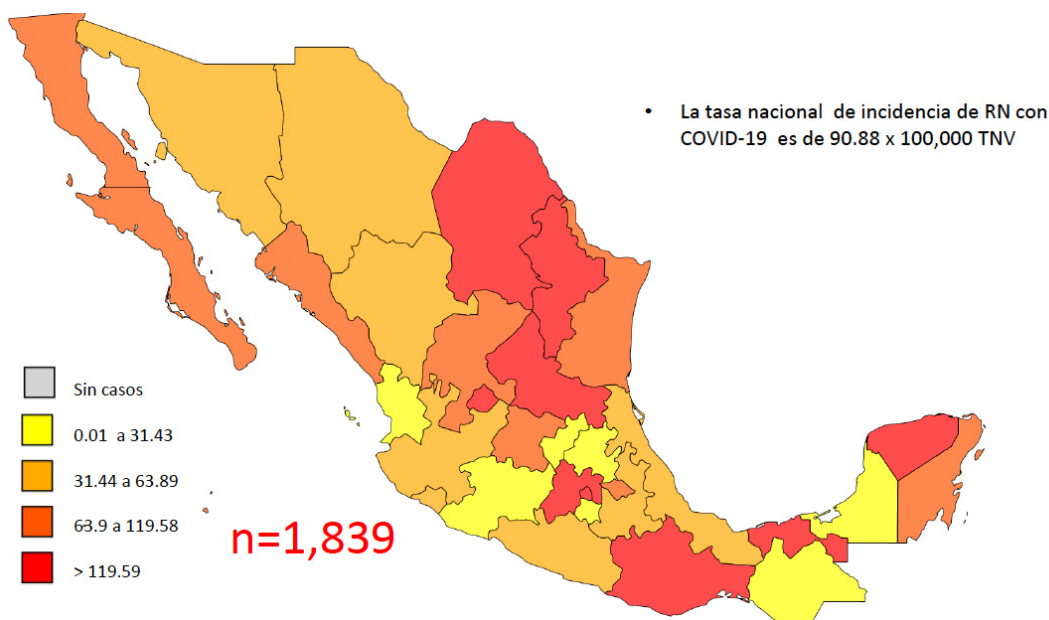 • La tasa nacional de incidencia de RN con
COVID-19 es de 90.88 x 100,000 TNV
Sin casos
0.01 a 31.43
31.44 a 63.89
63.9 a 119.58
> 119.59
n=1,839